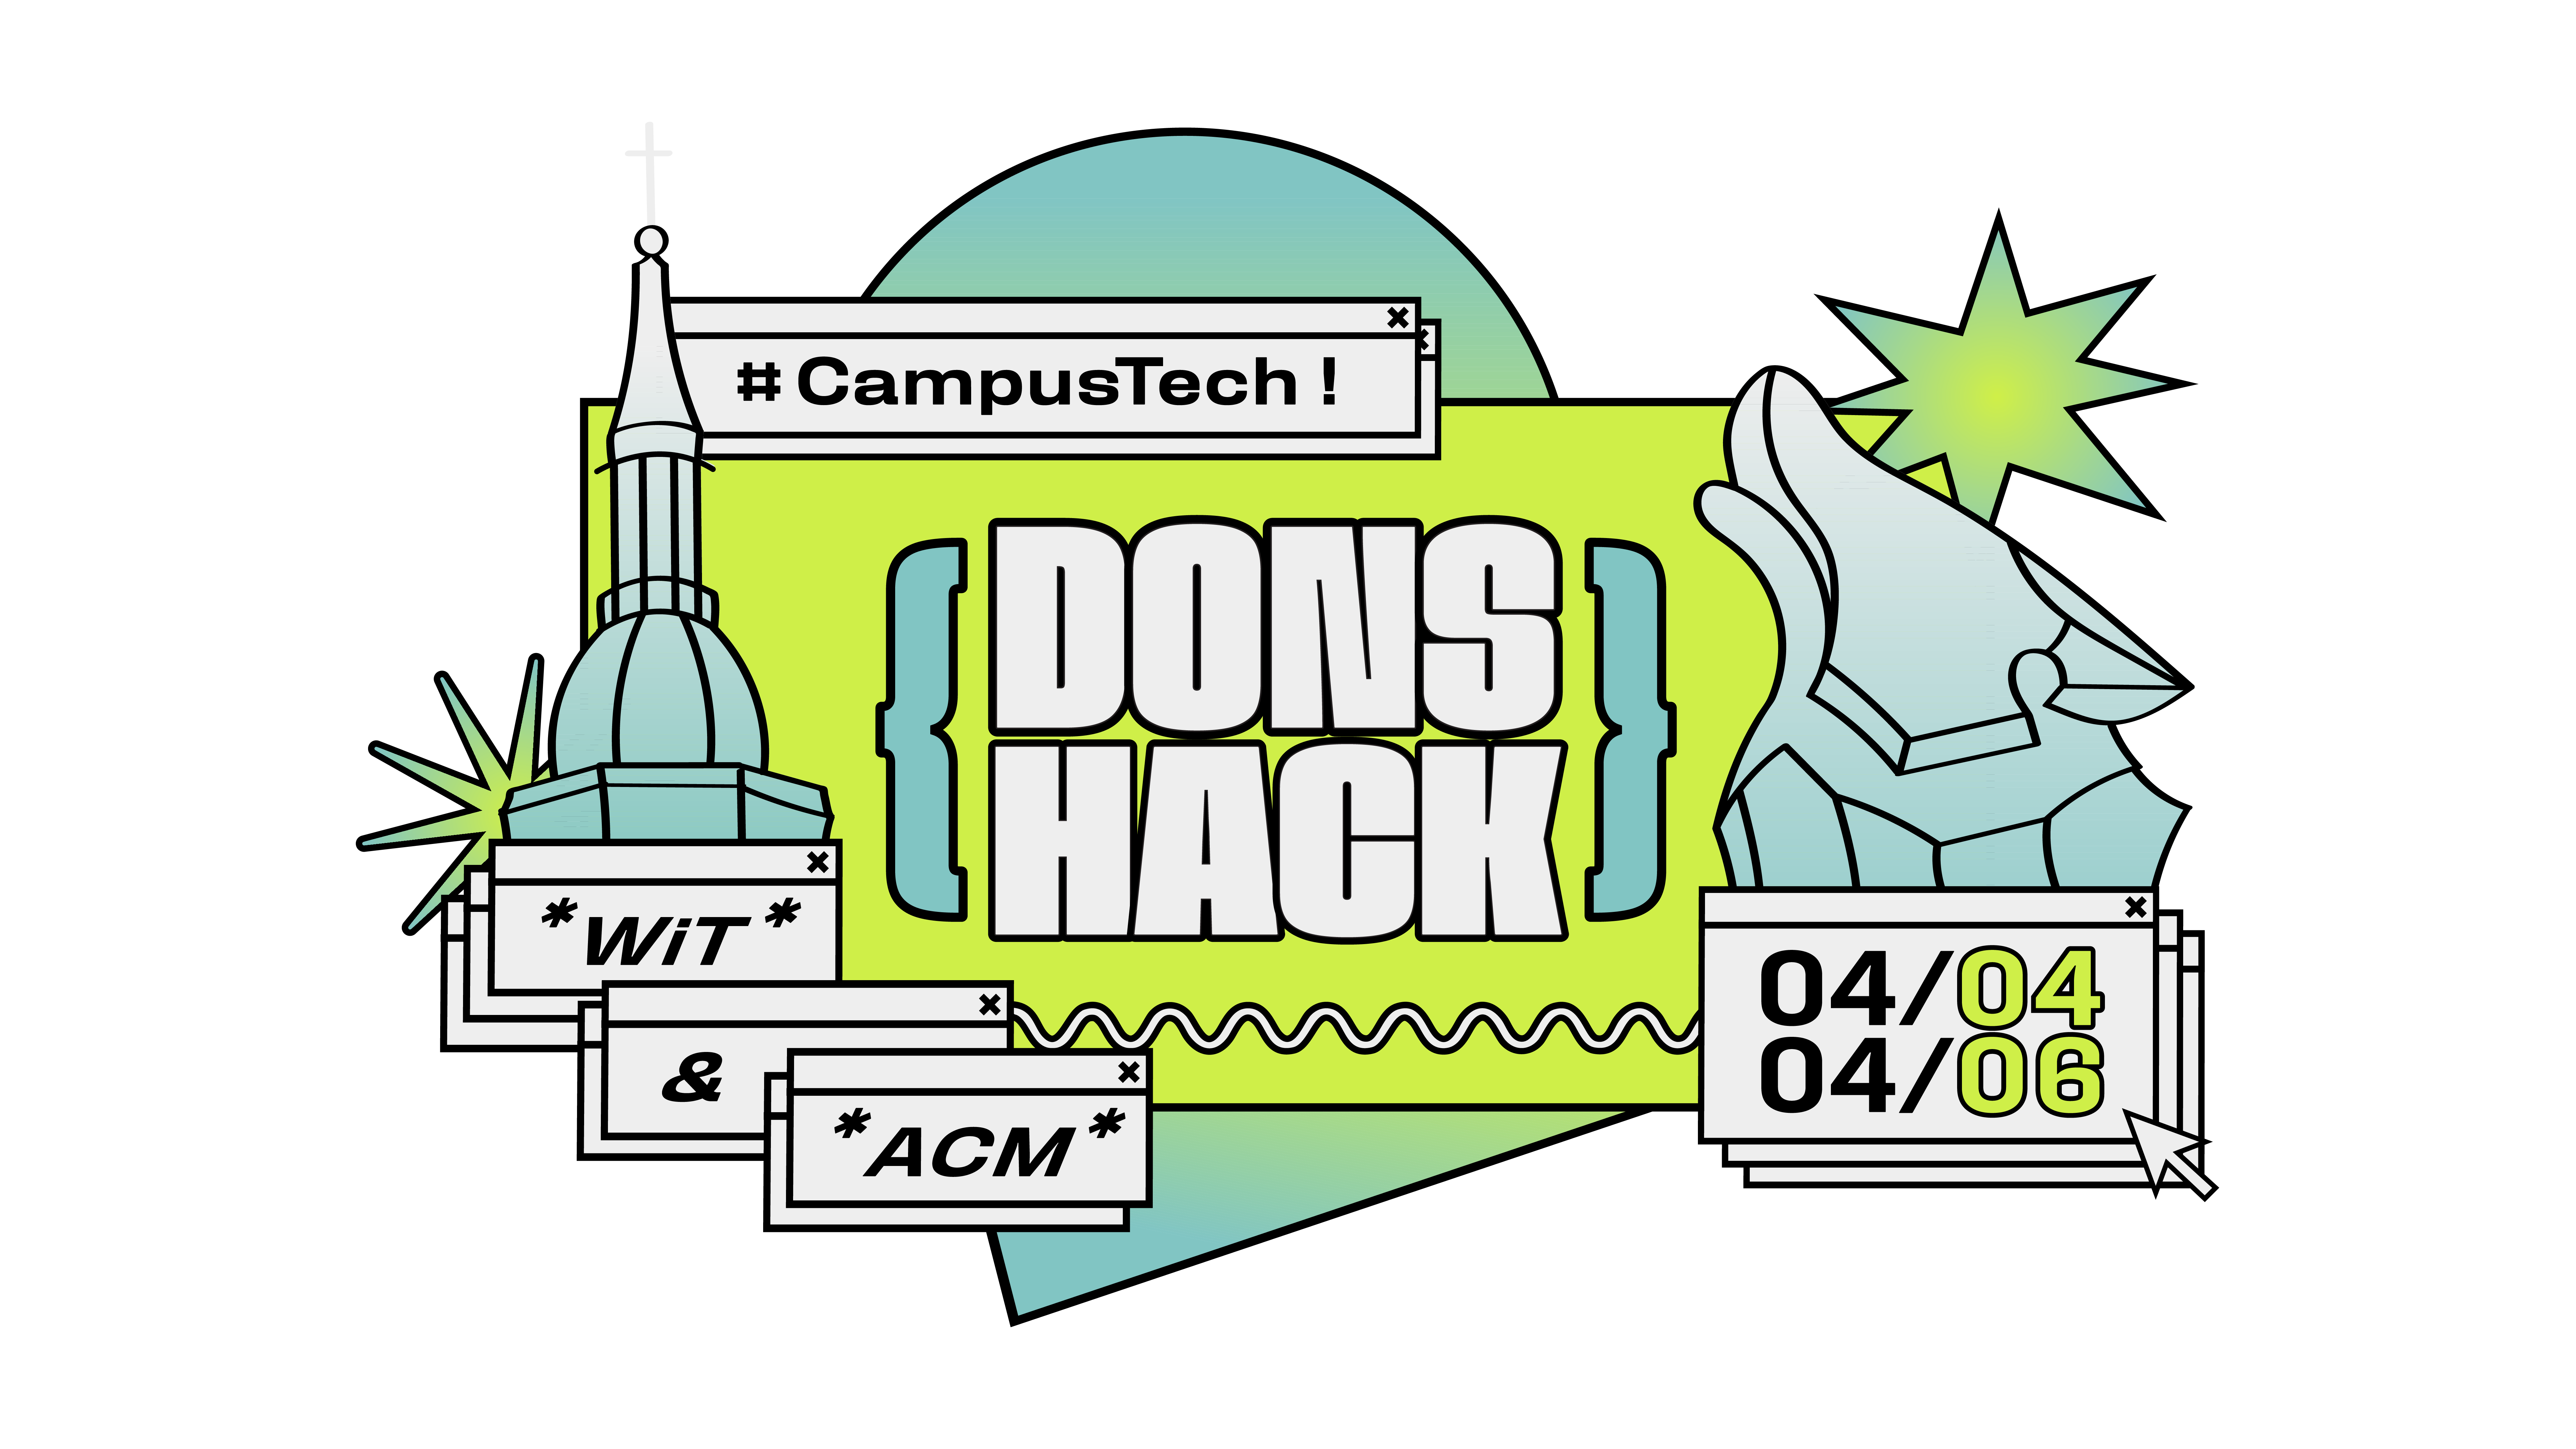 # CampusTech !
{ DONS
HACK }
*WiT*
&
*ACM*
04/04
04/06